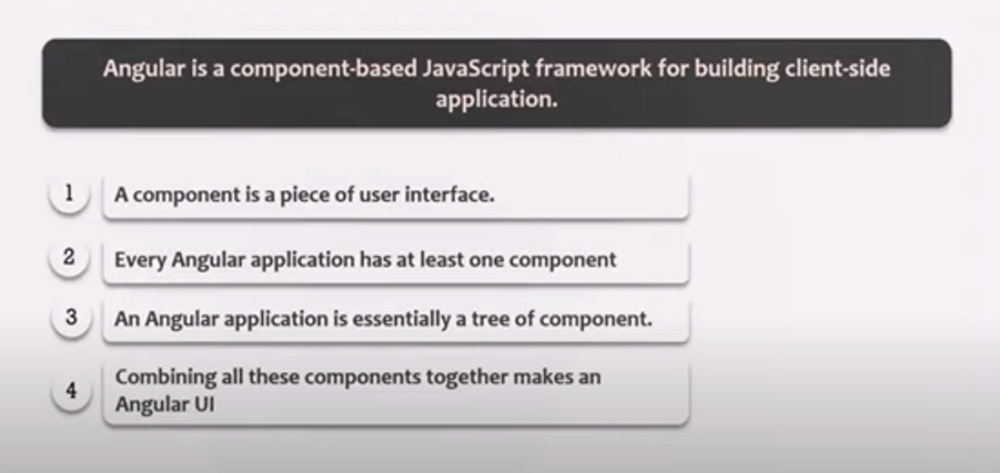 Angular is a component-based JavaScript framework for building client-side
application.
1 A component is a piece of user interface.
2 Every Angular application has at least one component
3 An Angular application is essentially a tree of component.
4 Combining all these components together makes an
Angular UI